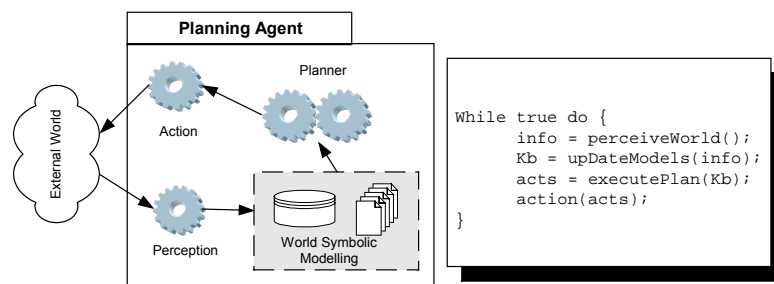 Planning Agent
Planner
Action
External World
Perception
World Symbolic
Modelling
While true do {
info = perceiveWorld();
Kb = upDateModels(info);
acts = executePlan(Kb);
action(acts);
}